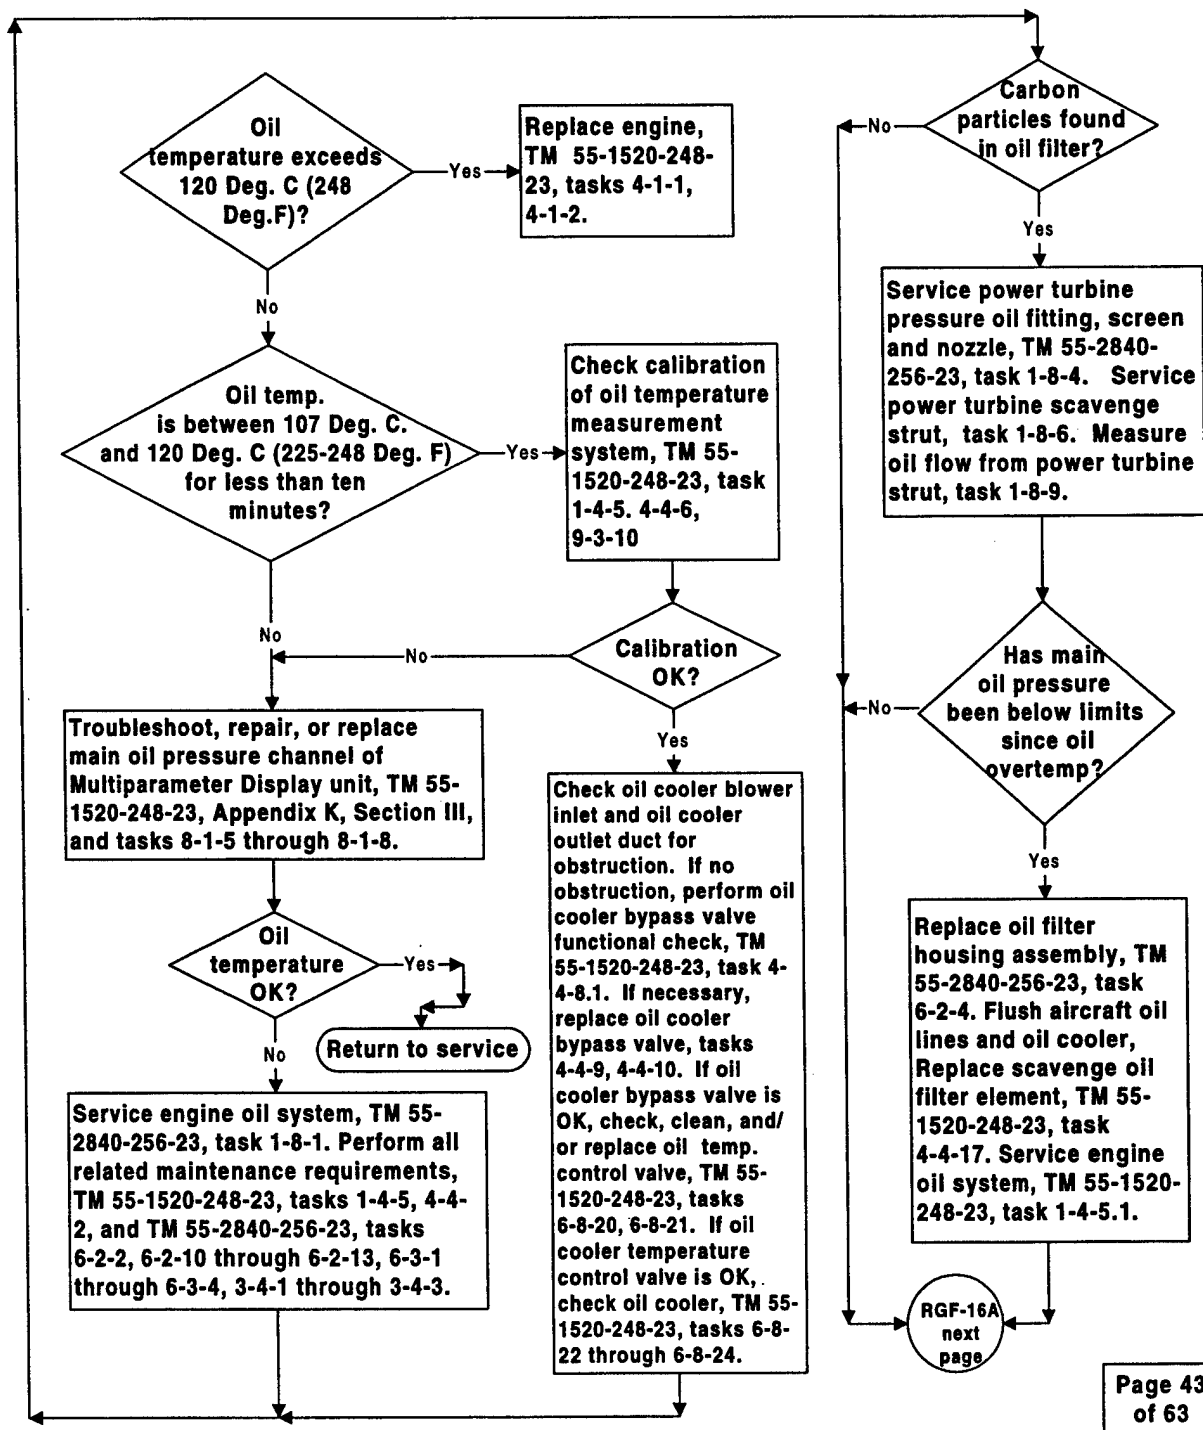 Oil
temperature exceeds
120 Deg. C (248
Deg.F)?
Yes
Replace engine,
TM 55-1520-248-
23, tasks 4-1-1,
4-1-2.
No
Oil temp.
is between 107 Deg. C.
and 120 Deg. C (225-248 Deg. F)
for less than ten
minutes?
Yes
Check calibration
of oil temperature
measurement
system, TM 55-
1520-248-23, task
1-4-5. 4-4-6,
9-3-10
No
Calibration
OK?
No
Troubleshoot, repair, or replace
main oil pressure channel of
Multiparameter Display unit, TM 55-
1520-248-23, Appendix K, Section III,
and tasks 8-1-5 through 8-1-8.
Oil
temperature
OK?
Yes
Return to service
No
Service engine oil system, TM 55-
2840-256-23, task 1-8-1. Perform all
related maintenance requirements,
TM 55-1520-248-23, tasks 1-4-5, 4-4-
2, and TM 55-2840-256-23, tasks
6-2-2, 6-2-10 through 6-2-13, 6-3-1
through 6-3-4, 3-4-1 through 3-4-3.
Yes
Check oil cooler blower
inlet and oil cooler
outlet duct for
obstruction. If no
obstruction, perform oil
cooler bypass valve
functional check, TM
55-1520-248-23, task 4-
4-8.1. If necessary,
replace oil cooler
bypass valve, tasks
4-4-9, 4-4-10. If oil
cooler bypass valve is
OK, check, clean, and/
or replace oil temp.
control valve, TM 55-
1520-248-23, tasks
6-8-20, 6-8-21. If oil
cooler temperature
control valve is OK,
check oil cooler, TM 55-
1520-248-23, tasks 6-8-
22 through 6-8-24.
Carbon
particles found
in oil filter?
No
Yes
Service power turbine
pressure oil fitting, screen
and nozzle, TM 55-2840-
256-23, task 1-8-4. Service
power turbine scavenge
strut, task 1-8-6. Measure
oil flow from power turbine
strut, task 1-8-9.
Has main
oil pressure
been below limits
since oil
overtemp?
No
Yes
Replace oil filter
housing assembly, TM
55-2840-256-23, task
6-2-4. Flush aircraft oil
lines and oil cooler,
Replace scavenge oil
filter element, TM 55-
1520-248-23, task
4-4-17. Service engine
oil system, TM 55-1520-
248-23, task 1-4-5.1.
RGF-16A
next
page
Page 43
of 63